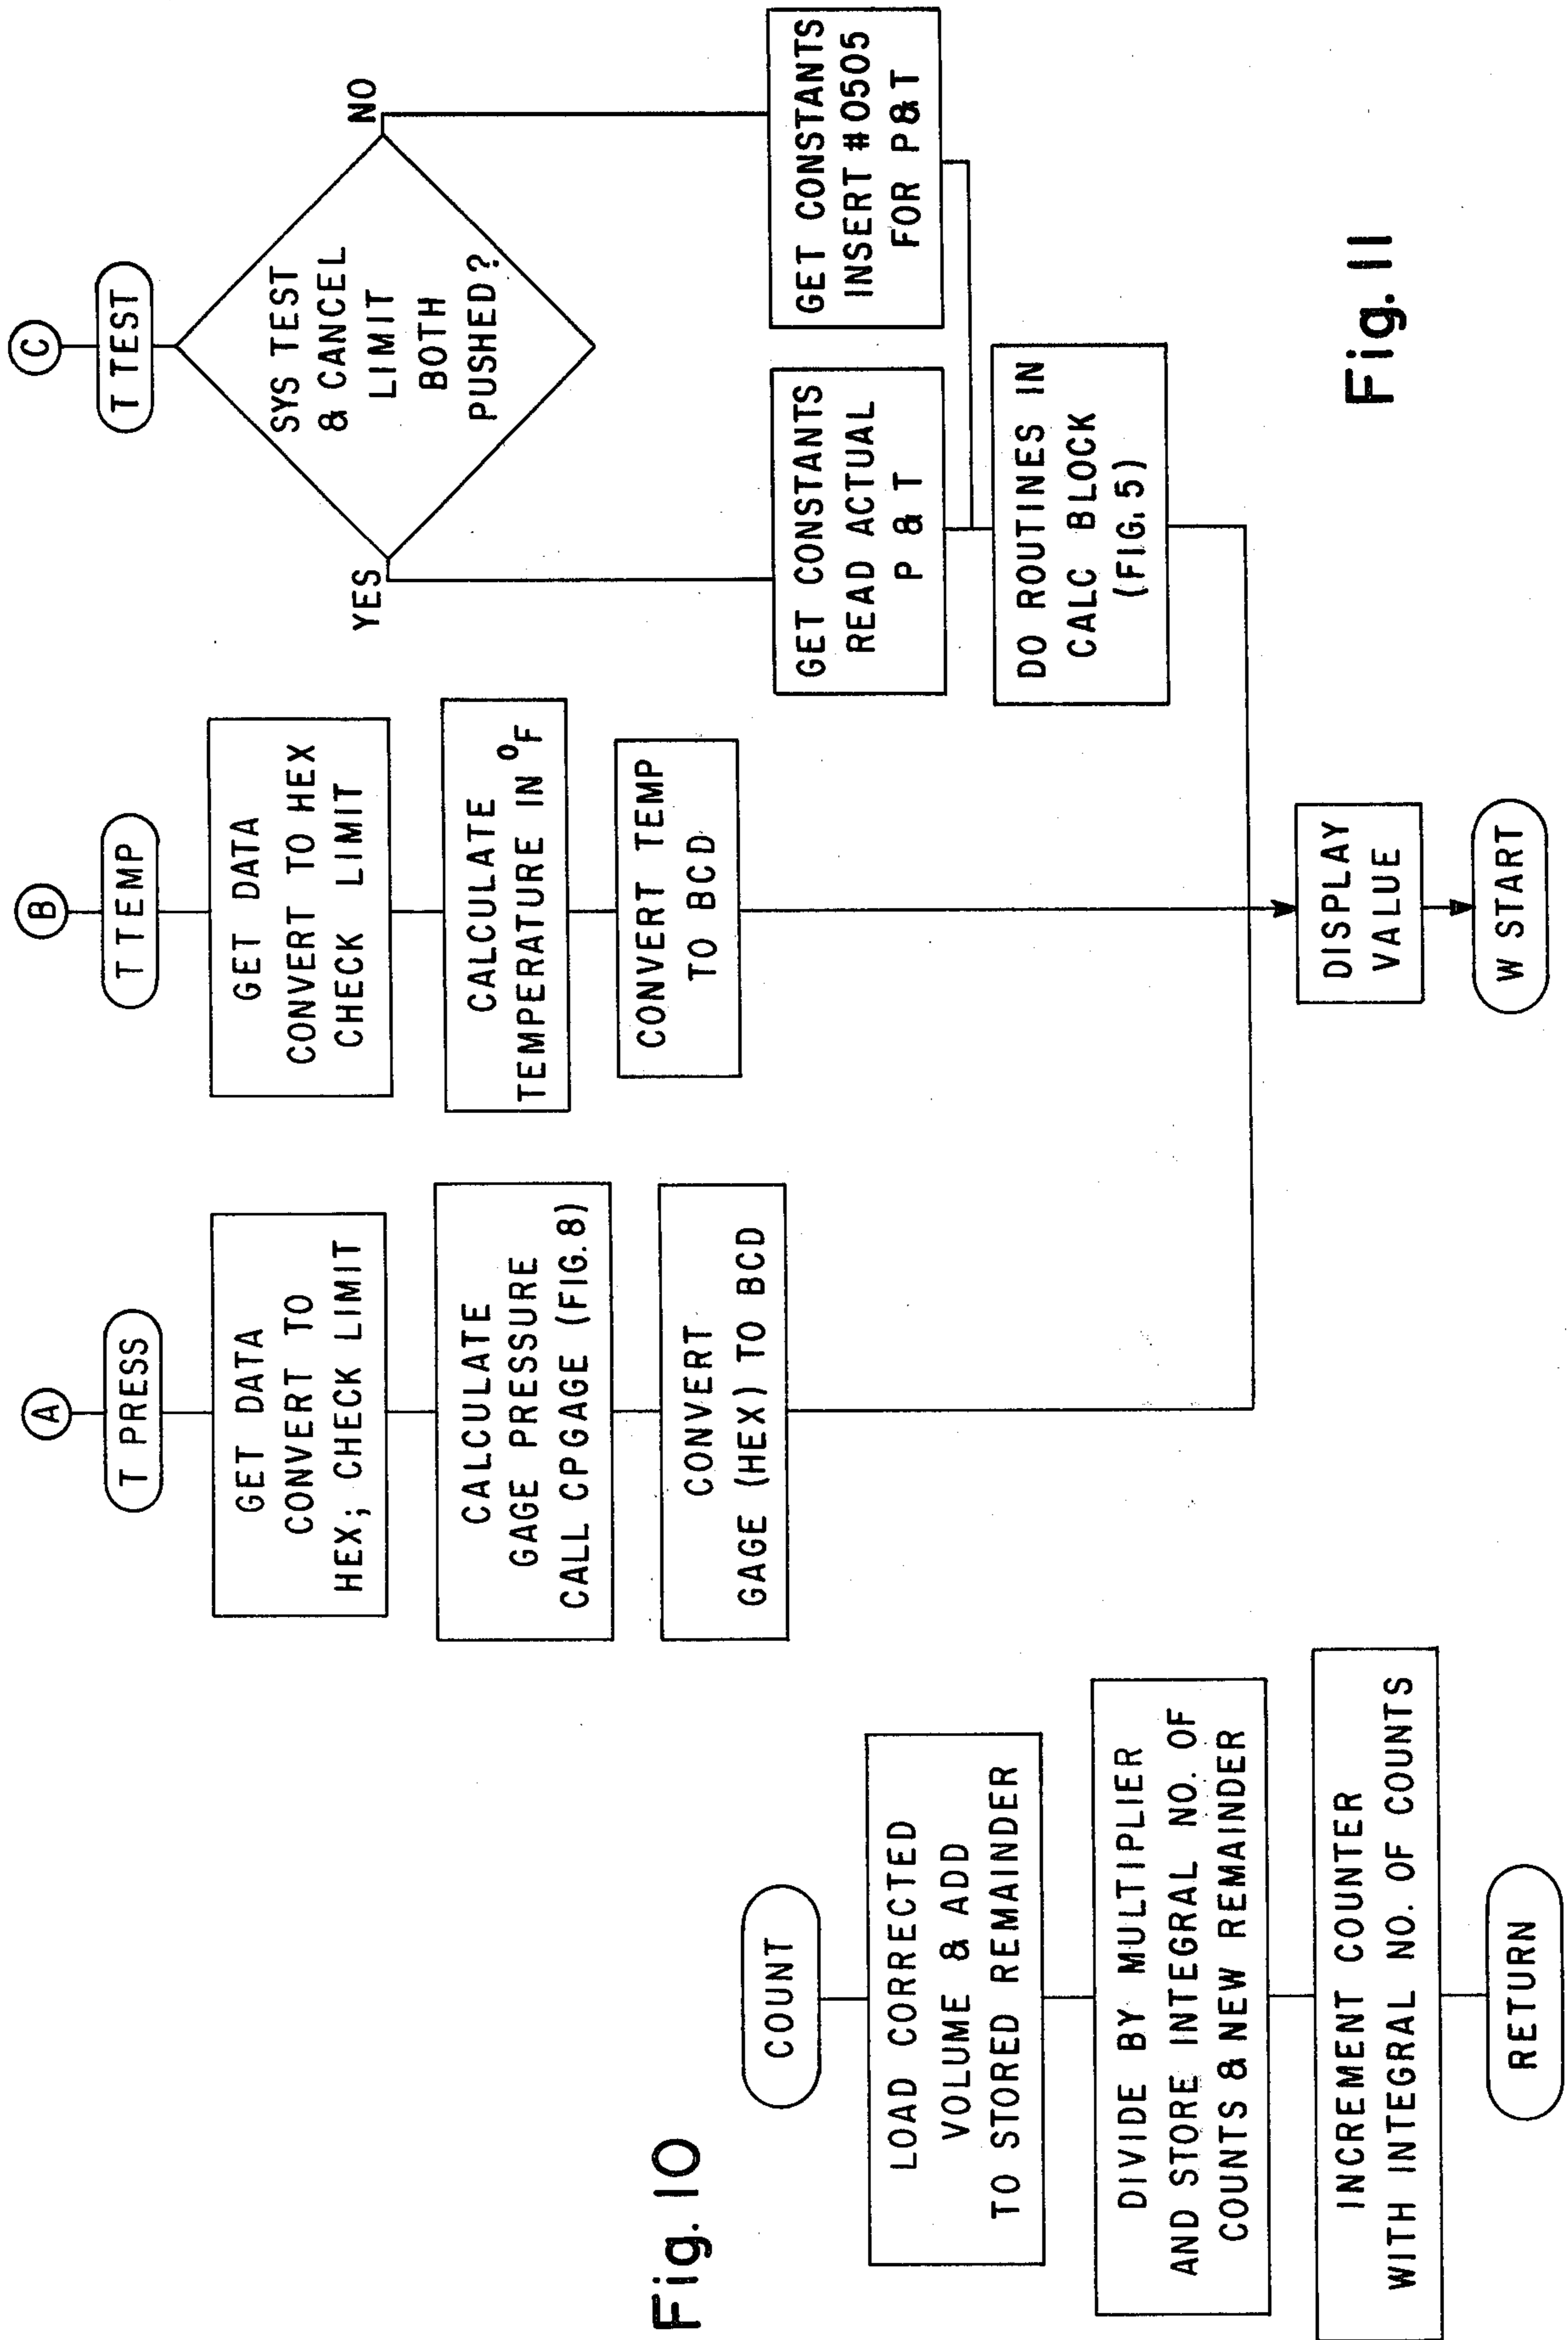 Fig. 10
COUNT
LOAD CORRECTED
VOLUME & ADD
TO STORED REMAINDER
DIVIDE BY MULTIPLIER
AND STORE INTEGRAL NO. OF
COUNTS & NEW REMAINDER
INCREMENT COUNTER
WITH INTEGRAL NO. OF COUNTS
RETURN
A
T PRESS
GET DATA
CONVERT TO
HEX; CHECK LIMIT
CALCULATE
GAGE PRESSURE
CALL CPGAGE (FIG. 8)
CONVERT
GAGE (HEX) TO BCD
B
T TEMP
GET DATA
CONVERT TO HEX
CHECK LIMIT
CALCULATE
TEMPERATURE IN °F
CONVERT TEMP
TO BCD
C
T TEST
SYS TEST
& CANCEL
LIMIT
BOTH
PUSHED?
YES
NO
GET CONSTANTS
READ ACTUAL
P & T
GET CONSTANTS
INSERT #0505
FOR P&T
DO ROUTINES IN
CALC BLOCK
(FIG. 5)
DISPLAY
VALUE
W START
Fig. 11